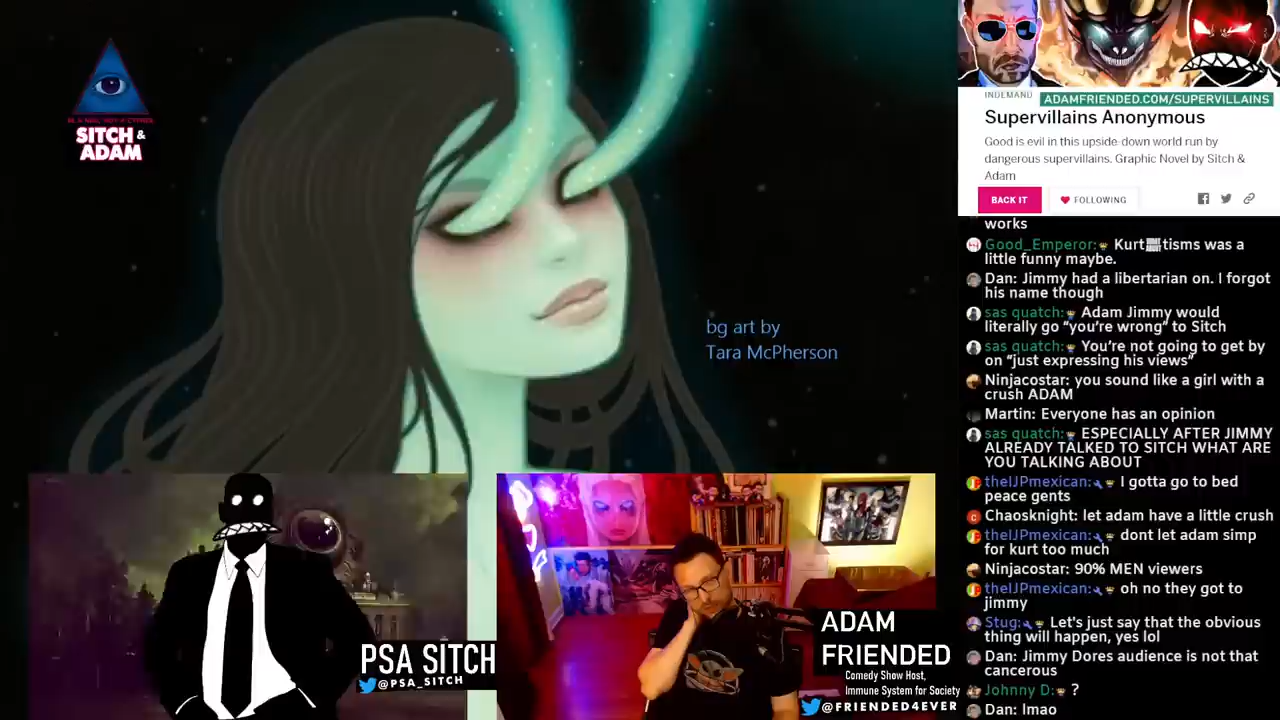 SITCH &
ADAM
bg art by
Tara McPherson
PSA SITCH
@PSA_SITCH
ADAM
FRIENDED
Comedy Show Host,
Immune System for Society
@FRIENDED4EVER
INDEMAND
ADAMFRIENDED.COM/SUPERVILLAINS
Supervillains Anonymous
Good is evil in this upside-down world run by
dangerous supervillains. Graphic Novel by Sitch &
Adam
BACK IT
FOLLOWING
works
Good_Emperor: Kurt tisms was a
little funny maybe.
Dan: Jimmy had a libertarian on. I forgot
his name though
sas quatch: Adam Jimmy would
literally go “you’re wrong” to Sitch
sas quatch: You’re not going to get by
on “just expressing his views”
Ninjacostar: you sound like a girl with a
crush ADAM
Martin: Everyone has an opinion
sas quatch: ESPECIALLY AFTER JIMMY
ALREADY TALKED TO SITCH WHAT ARE
YOU TALKING ABOUT
theIJPmexican: I gotta go to bed
peace gents
Chaosknight: let adam have a little crush
theIJPmexican: dont let adam simp
for kurt too much
Ninjacostar: 90% MEN viewers
theIJPmexican: oh no they got to
jimmy
Stug: Let's just say that the obvious
thing will happen, yes lol
Dan: Jimmy Dores audience is not that
cancerous
Johnny D: ?
Dan: lmao